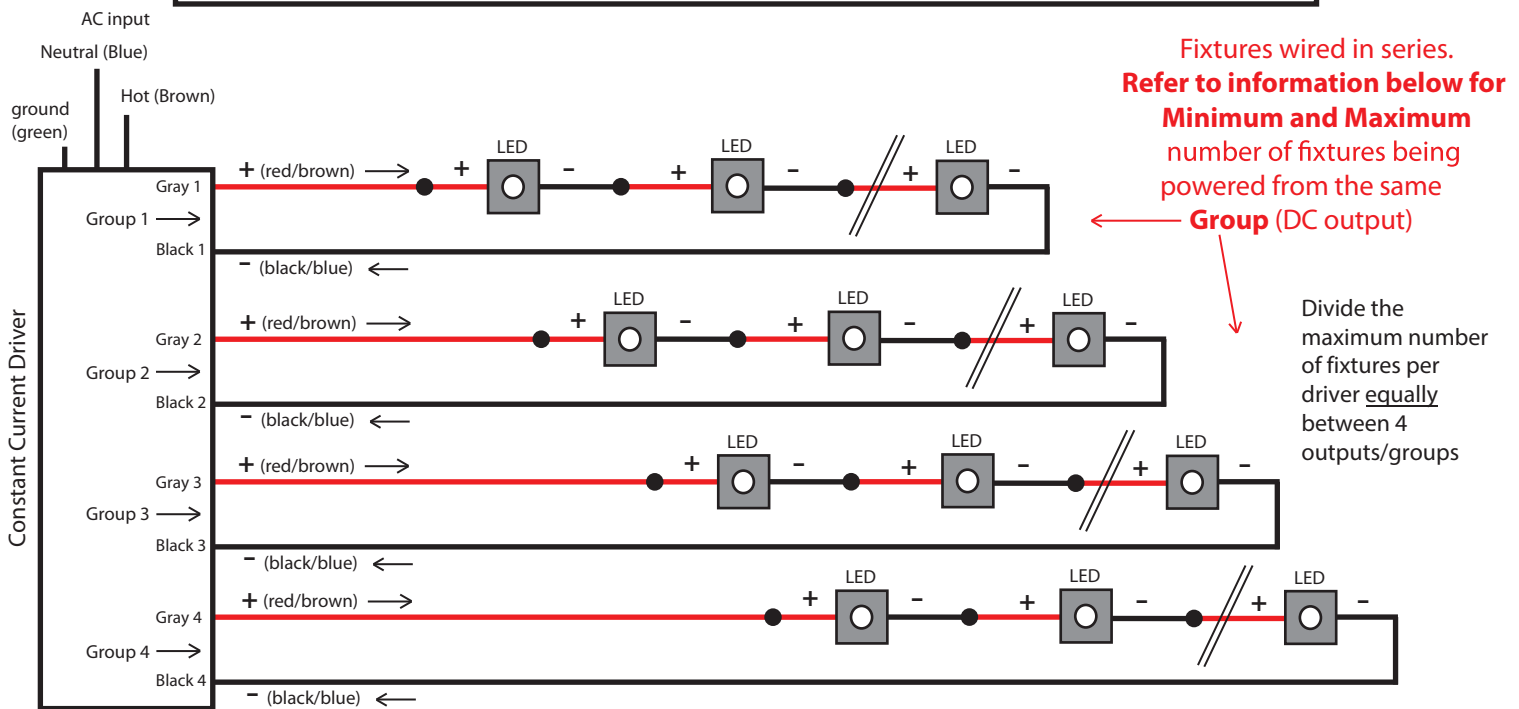 AC input
Neutral (Blue)
Hot (Brown)
ground
(green)
Constant Current Driver
Fixtures wired in series.
Refer to information below for
Minimum and Maximum
number of fixtures being
powered from the same
Group (DC output)
Divide the
maximum number
of fixtures per
driver equally
between 4
outputs/groups
LED
LED
LED
+ (red/brown)
+ - + - + -
Gray 1
Group 1
Black 1
- (black/blue)
LED
LED
LED
+ (red/brown)
+ - + - + -
Gray 2
Group 2
Black 2
- (black/blue)
LED
LED
LED
+ (red/brown)
+ - + - + -
Gray 3
Group 3
Black 3
- (black/blue)
LED
LED
LED
+ (red/brown)
+ - + - + -
Gray 4
Group 4
Black 4
- (black/blue)